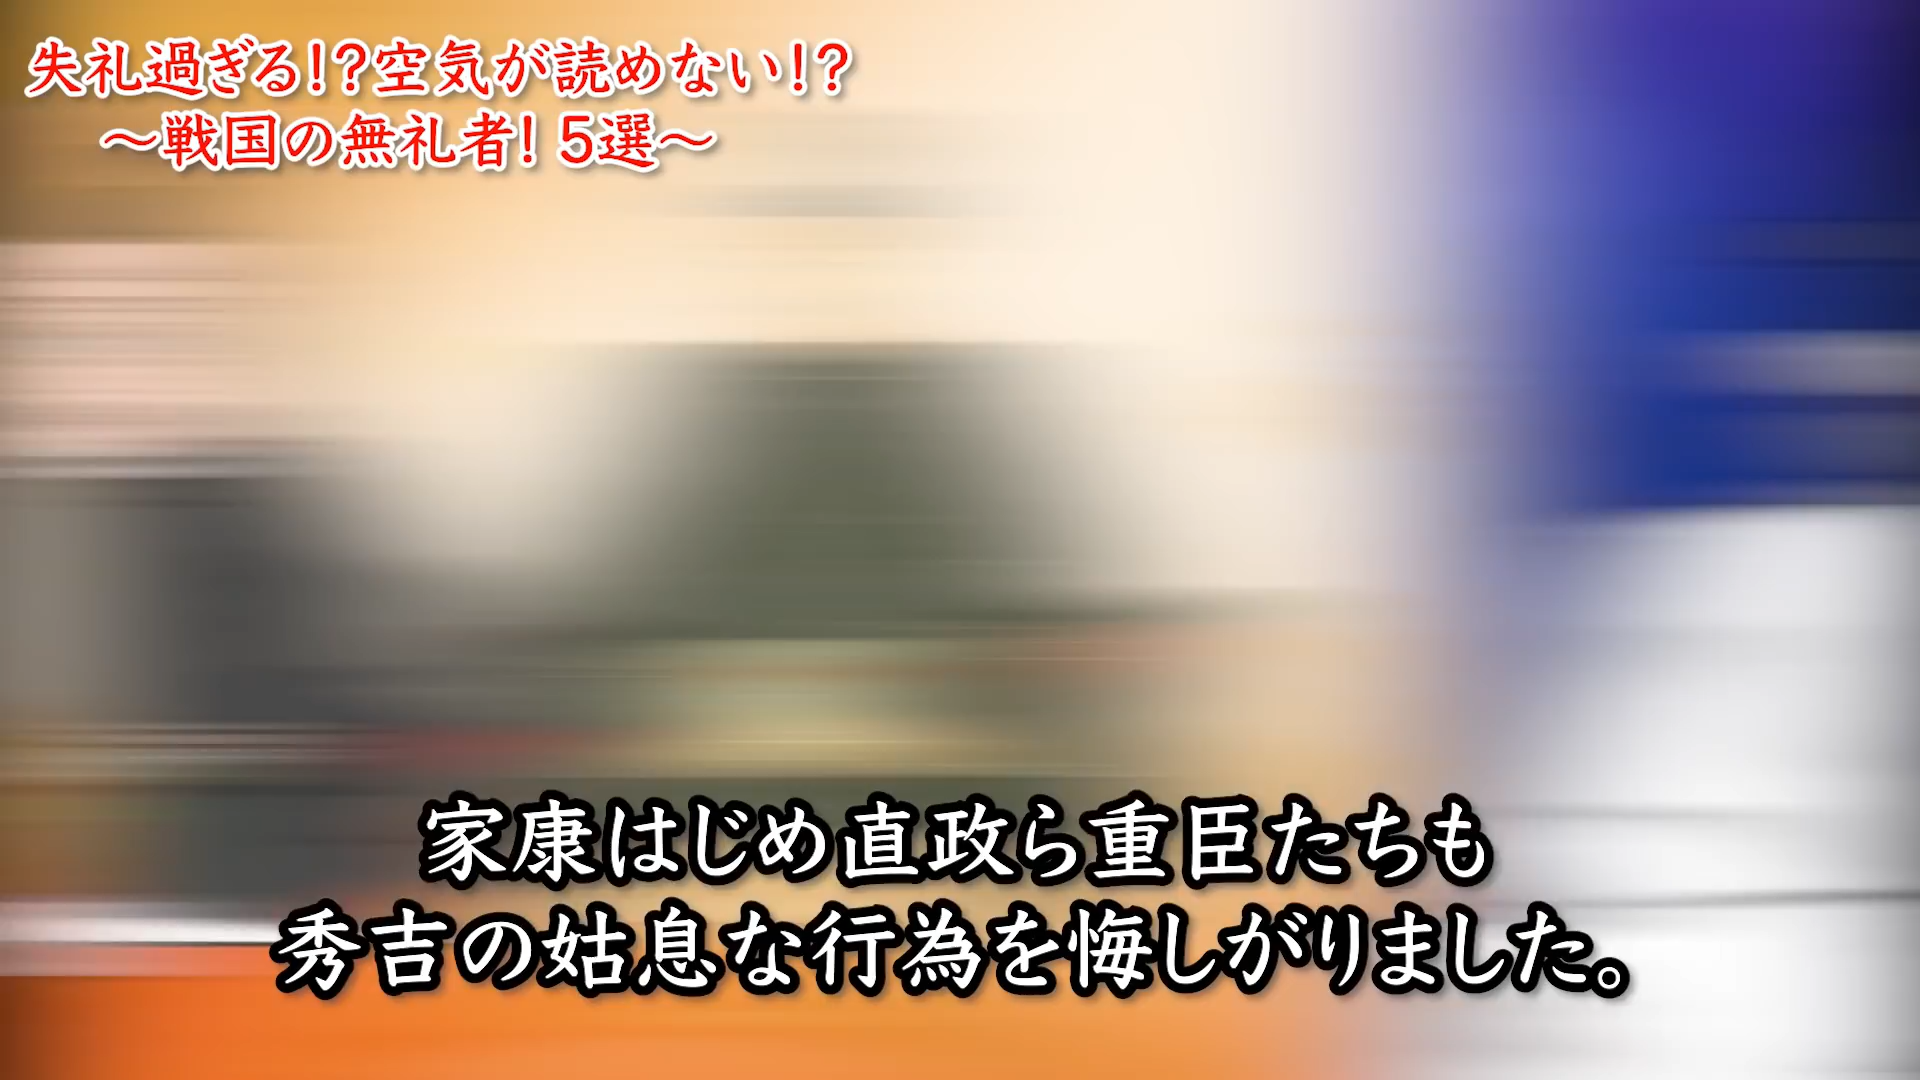 失礼過ぎる!?空気が読めない!?
～戦国の無礼者! 5選～
家康はじめ直政ら重臣たちも
秀吉の姑息な行為を悔しがりました。